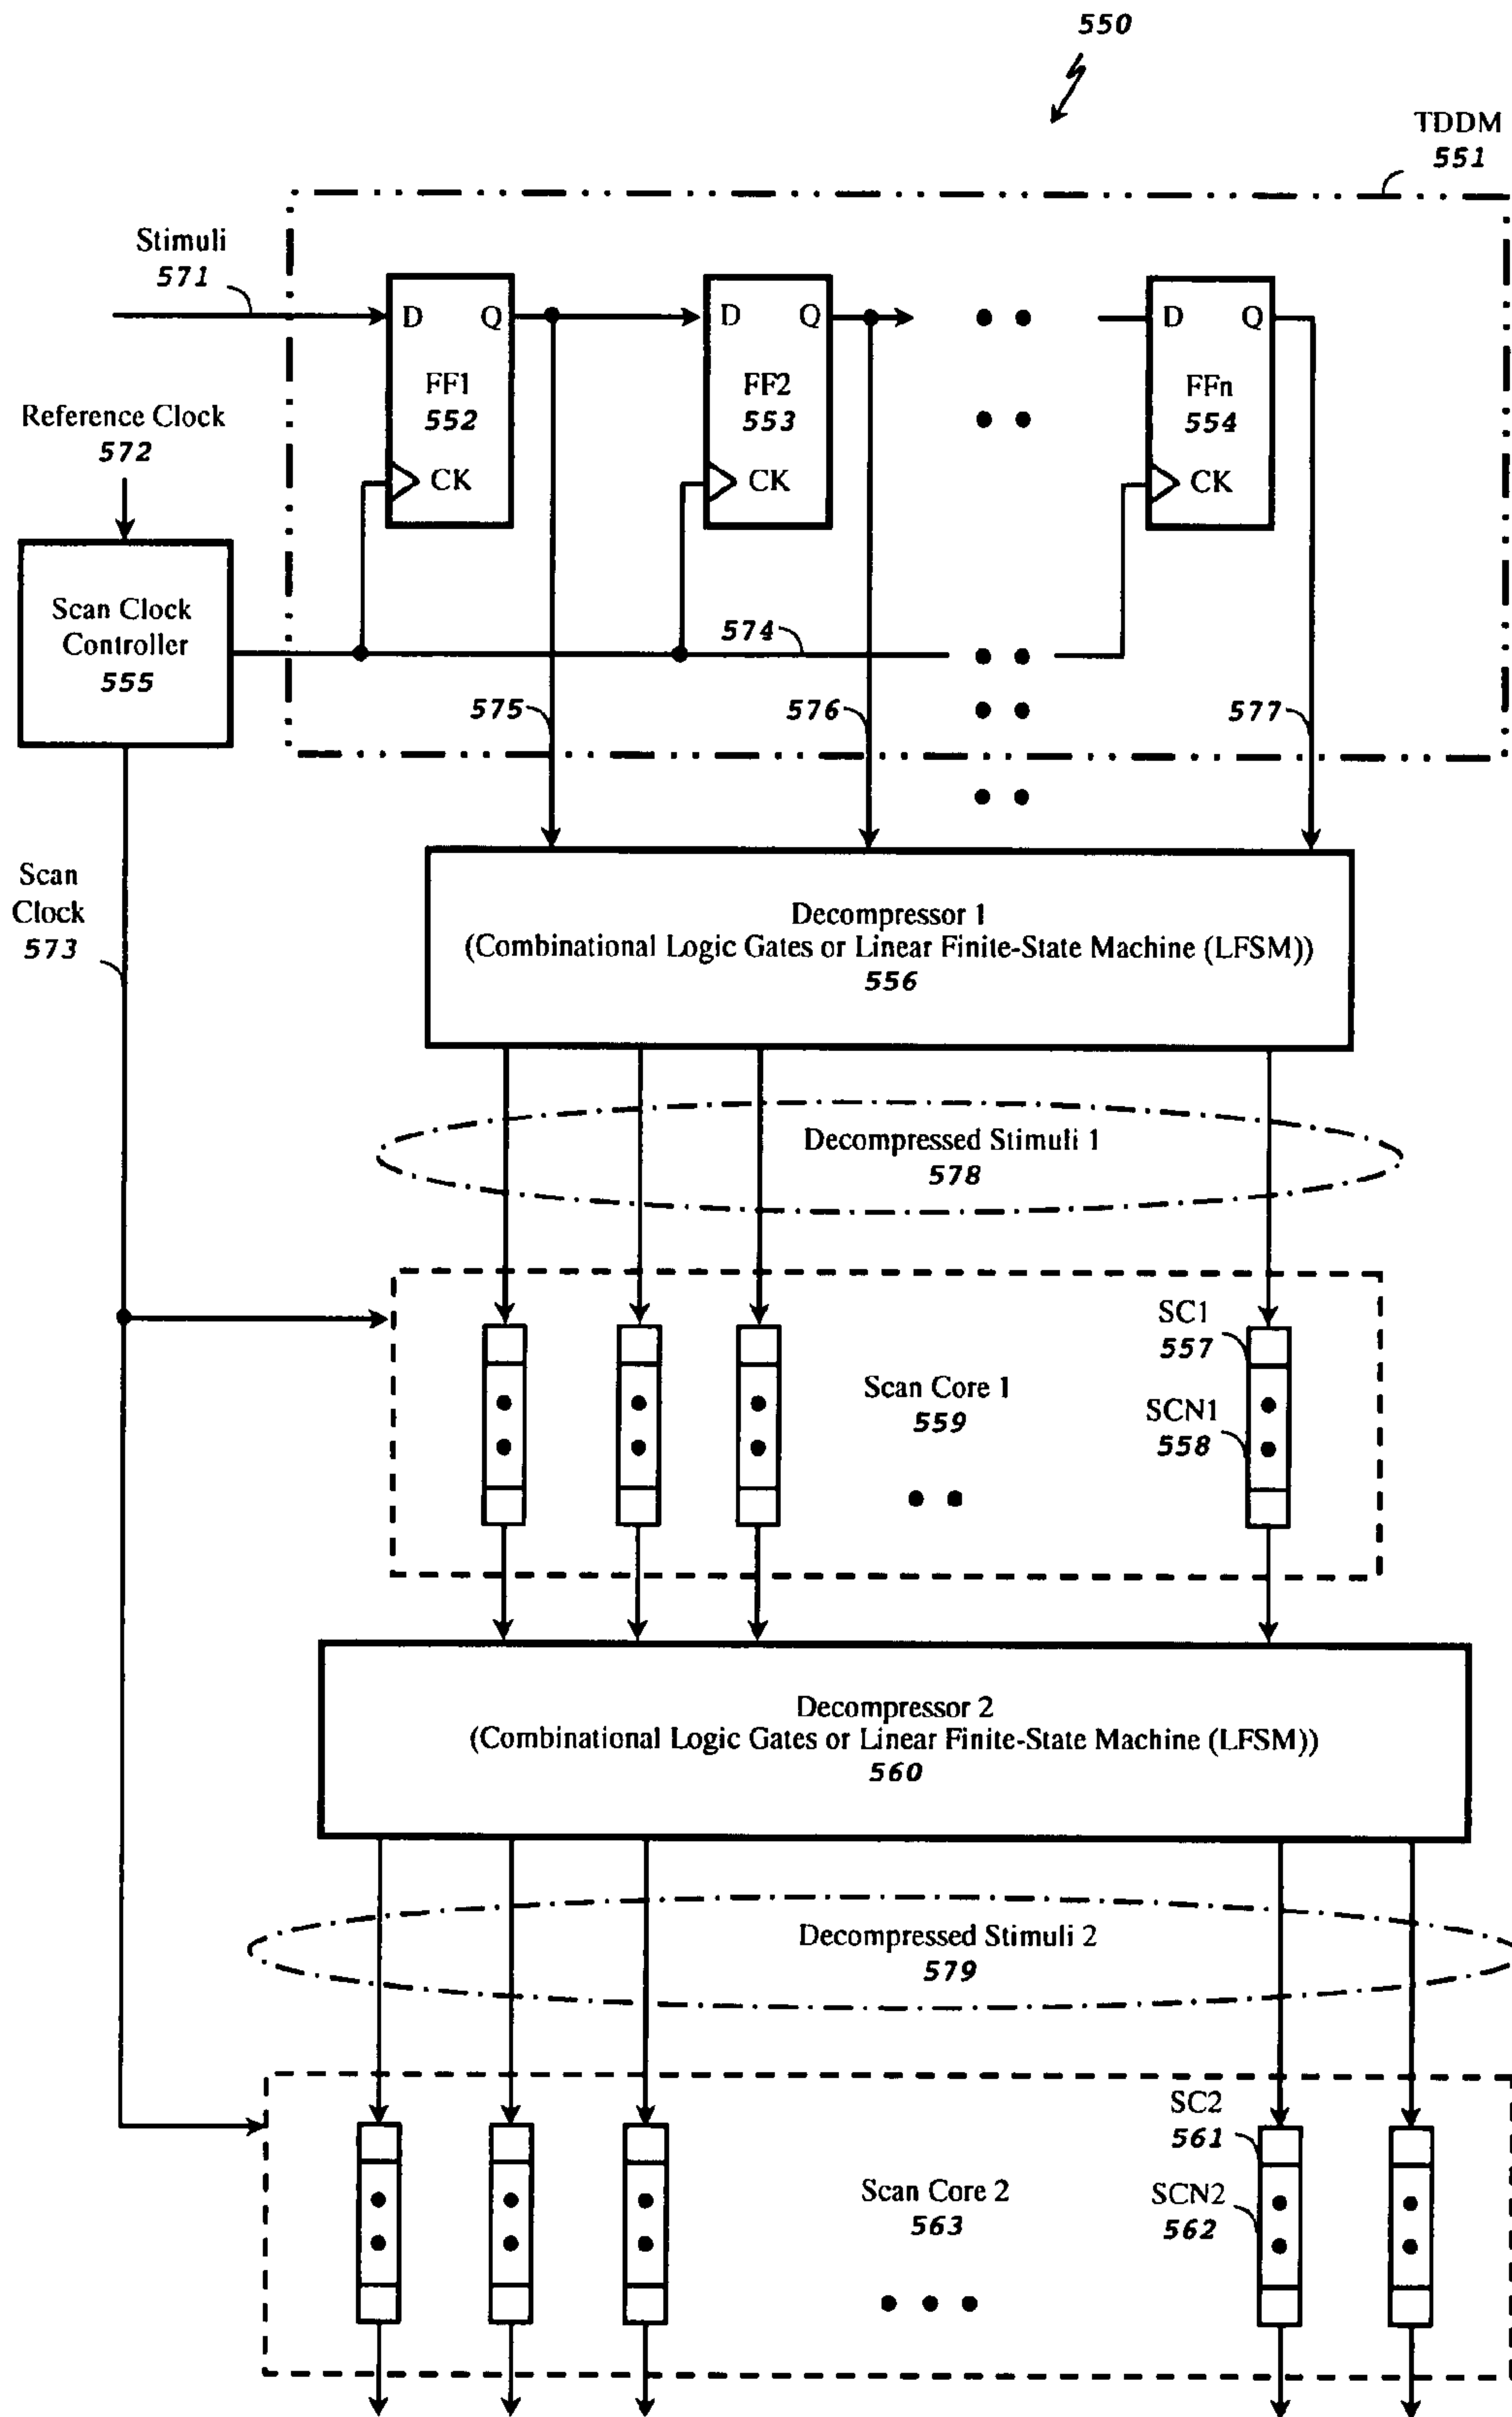 550
TDDM
551
Stimuli
571
D Q
FF1
552
CK
D Q
FF2
553
CK
D Q
FFn
554
CK
Reference Clock
572
Scan Clock
Controller
555
574
575
576
577
Scan
Clock
573
Decompressor 1
(Combinational Logic Gates or Linear Finite-State Machine (LFSM))
556
Decompressed Stimuli 1
578
SC1
557
Scan Core 1
559
SCN1
558
Decompressor 2
(Combinational Logic Gates or Linear Finite-State Machine (LFSM))
560
Decompressed Stimuli 2
579
SC2
561
Scan Core 2
563
SCN2
562